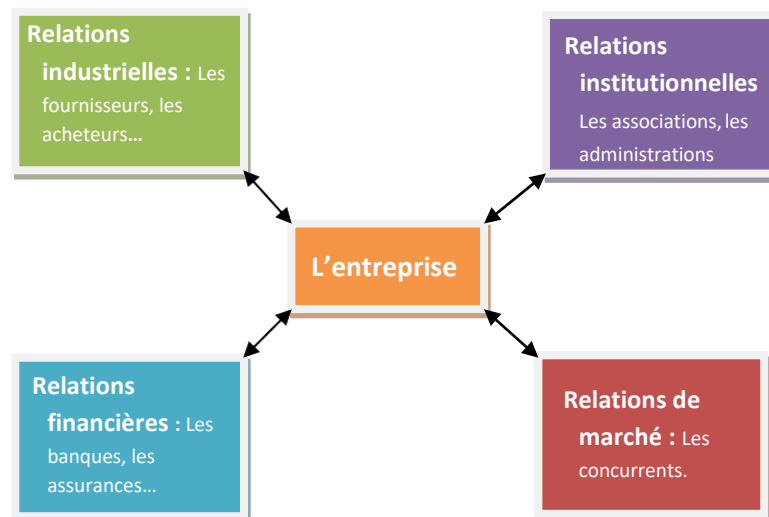 Relations
industrielles : Les
fournisseurs, les
acheteurs...
Relations
institutionnelles
Les associations, les
administrations
L'entreprise
Relations
financières : Les
banques, les
assurances...
Relations de
marché : Les
concurrents.